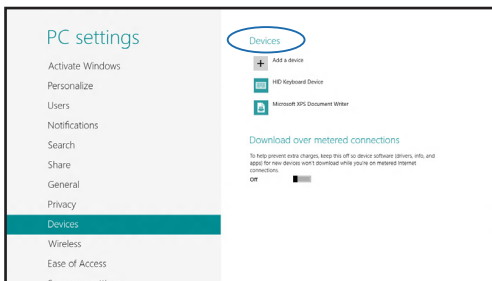 PC settings
Activate Windows
Personalize
Users
Notifications
Search
Share
General
Privacy
Devices
Wireless
Ease of Access
Devices
Add a device
HID Keyboard Device
Microsoft XPS Document Writer
Download over metered connections
To help prevent extra charges, keep this off so device software (drivers, info, and
apps) for new devices won't download while you're on metered Internet
connections.
Off